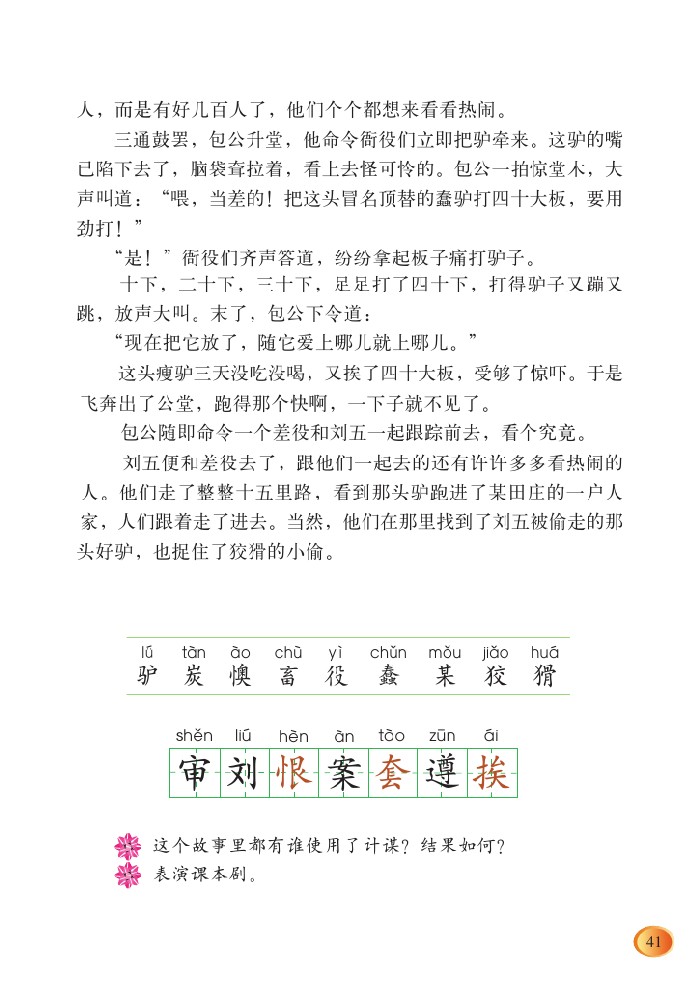 人，而是有好几百人了，他们个个都想来看看热闹。
三通鼓罢，包公升堂，他命令衙役们立即把驴牵来。这驴的嘴
已陷下去了，脑袋耷拉着，看上去怪可怜的。包公一拍惊堂木，大
声叫道：“喂，当差的！把这头冒名顶替的蠢驴打四十大板，要用
劲打！”
“是！”衙役们齐声答道，纷纷拿起板子痛打驴子。
十下，二十下，三十下，足足打了四十下，打得驴子又蹦又
跳，放声大叫。末了，包公下令道：
“现在把它放了，随它爱上哪儿就上哪儿。”
这头瘦驴三天没吃没喝，又挨了四十大板，受够了惊吓。于是
飞奔出了公堂，跑得那个快啊，一下子就不见了。
包公随即命令一个差役和刘五一起跟踪前去，看个究竟。
刘五便和差役去了，跟他们一起去的还有许许多多看热闹的
人。他们走了整整十五里路，看到那头驴跑进了某田庄的一户人
家，人们跟着走了进去。当然，他们在那里找到了刘五被偷走的那
头好驴，也捉住了狡猾的小偷。
lǘ tàn ào chù yì chǔn mǒu jiǎo huá
驴 炭 懊 畜 役 蠢 某 狡 猾
shěn liú hèn àn tào zūn ái
审 刘 恨 案 套 遵 挨
这个故事里都有谁使用了计谋？结果如何？
表演课本剧。
41